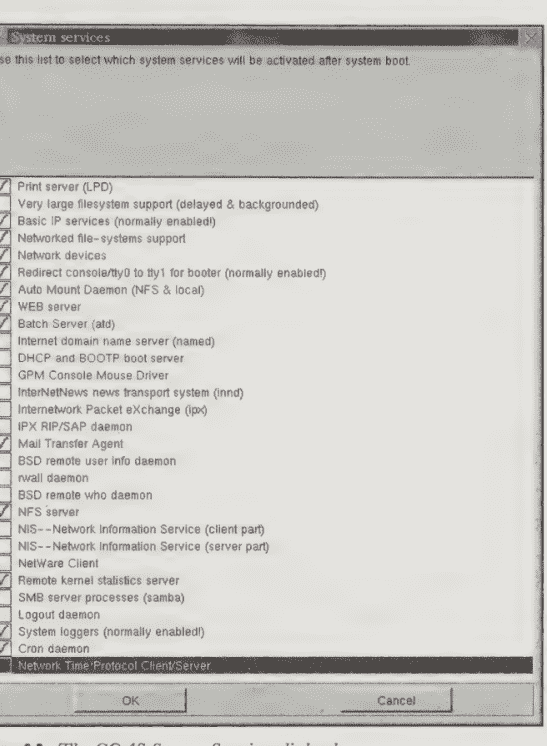 System services
se this list to select which system services will be activated after system boot.
Print server (LPD)
Very large filesystem support (delayed & backgrounded)
Basic IP services (normally enabled!)
Networked file-systems support
Network devices
Redirect console/tty0 to tty1 for booter (normally enabled!)
Auto Mount Daemon (NFS & local)
WEB server
Batch Server (atd)
Internet domain name server (named)
DHCP and BOOTP boot server
GPM Console Mouse Driver
InterNetNews news transport system (innd)
Internetwork Packet eXchange (ipx)
IPX RIP/SAP daemon
Mail Transfer Agent
BSD remote user info daemon
rwall daemon
BSD remote who daemon
NFS server
NIS--Network Information Service (client part)
NIS--Network Information Service (server part)
NetWare Client
Remote kernel statistics server
SMB server processes (samba)
Logout daemon
System loggers (normally enabled!)
Cron daemon
Network Time Protocol Client/Server
OK Cancel